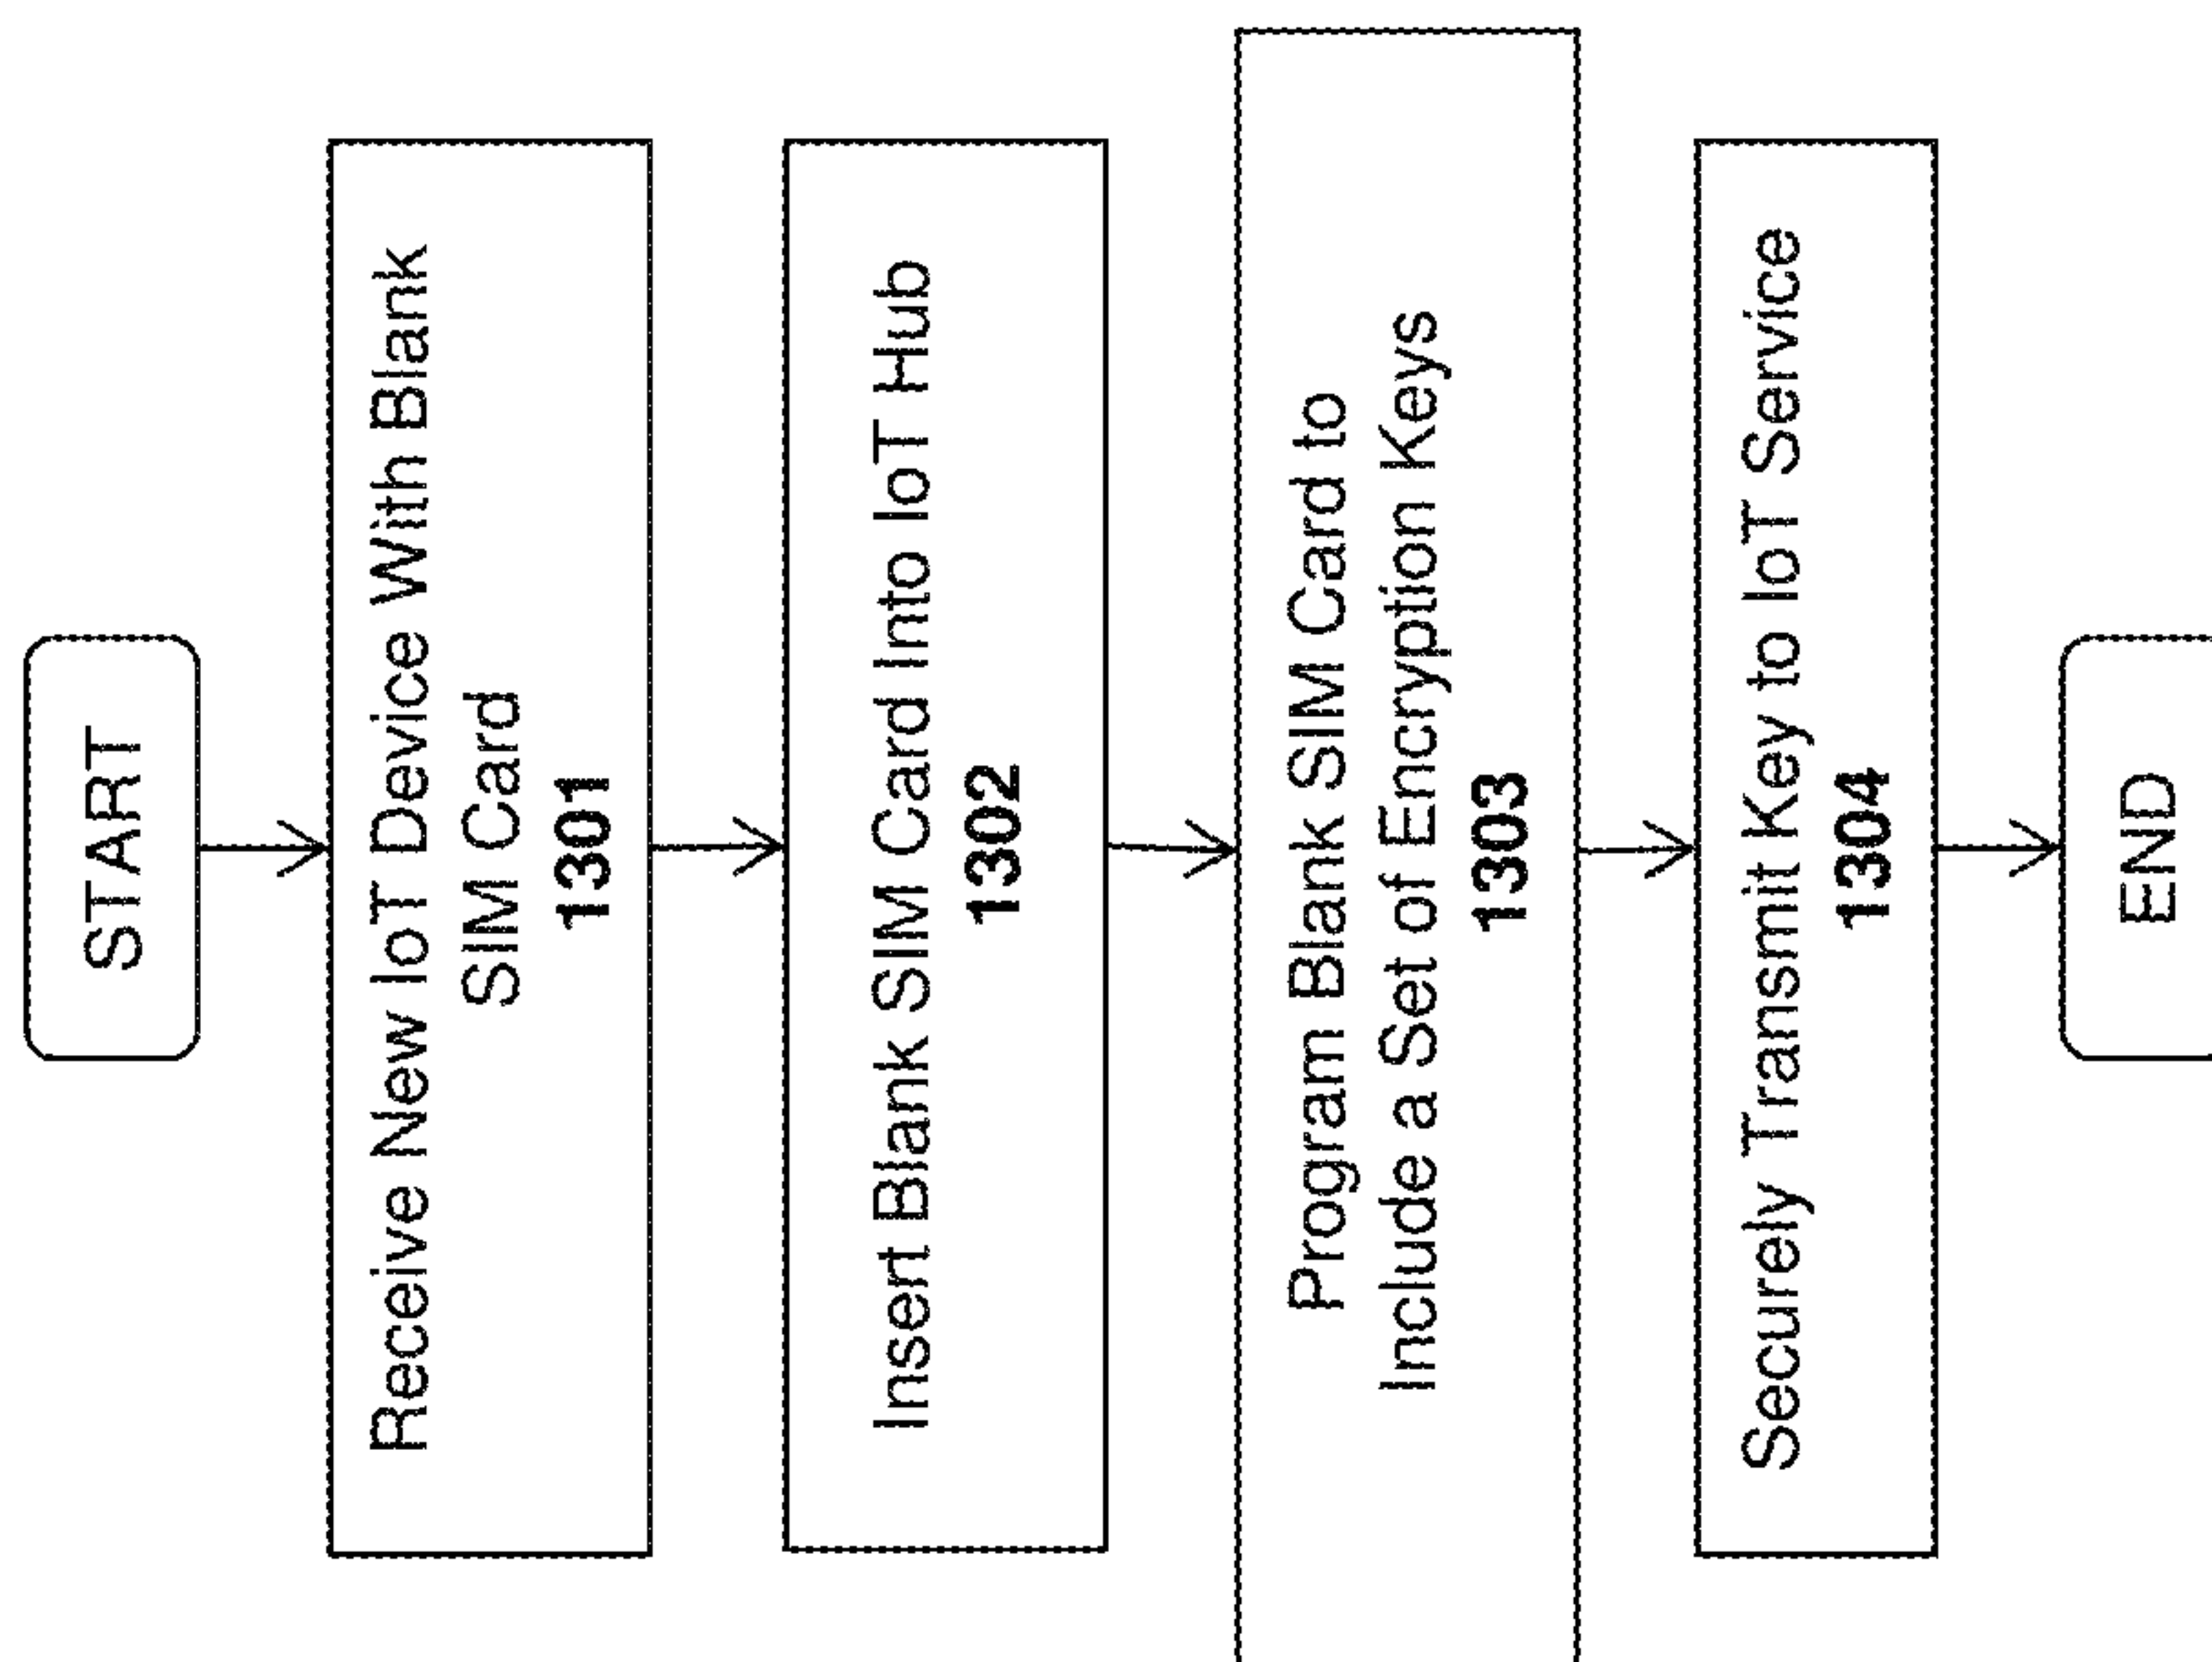 START
Receive New IoT Device With Blank
SIM Card
1301
Insert Blank SIM Card Into IoT Hub
1302
Program Blank SIM Card to
Include a Set of Encryption Keys
1303
Securely Transmit Key to IoT Service
1304
END